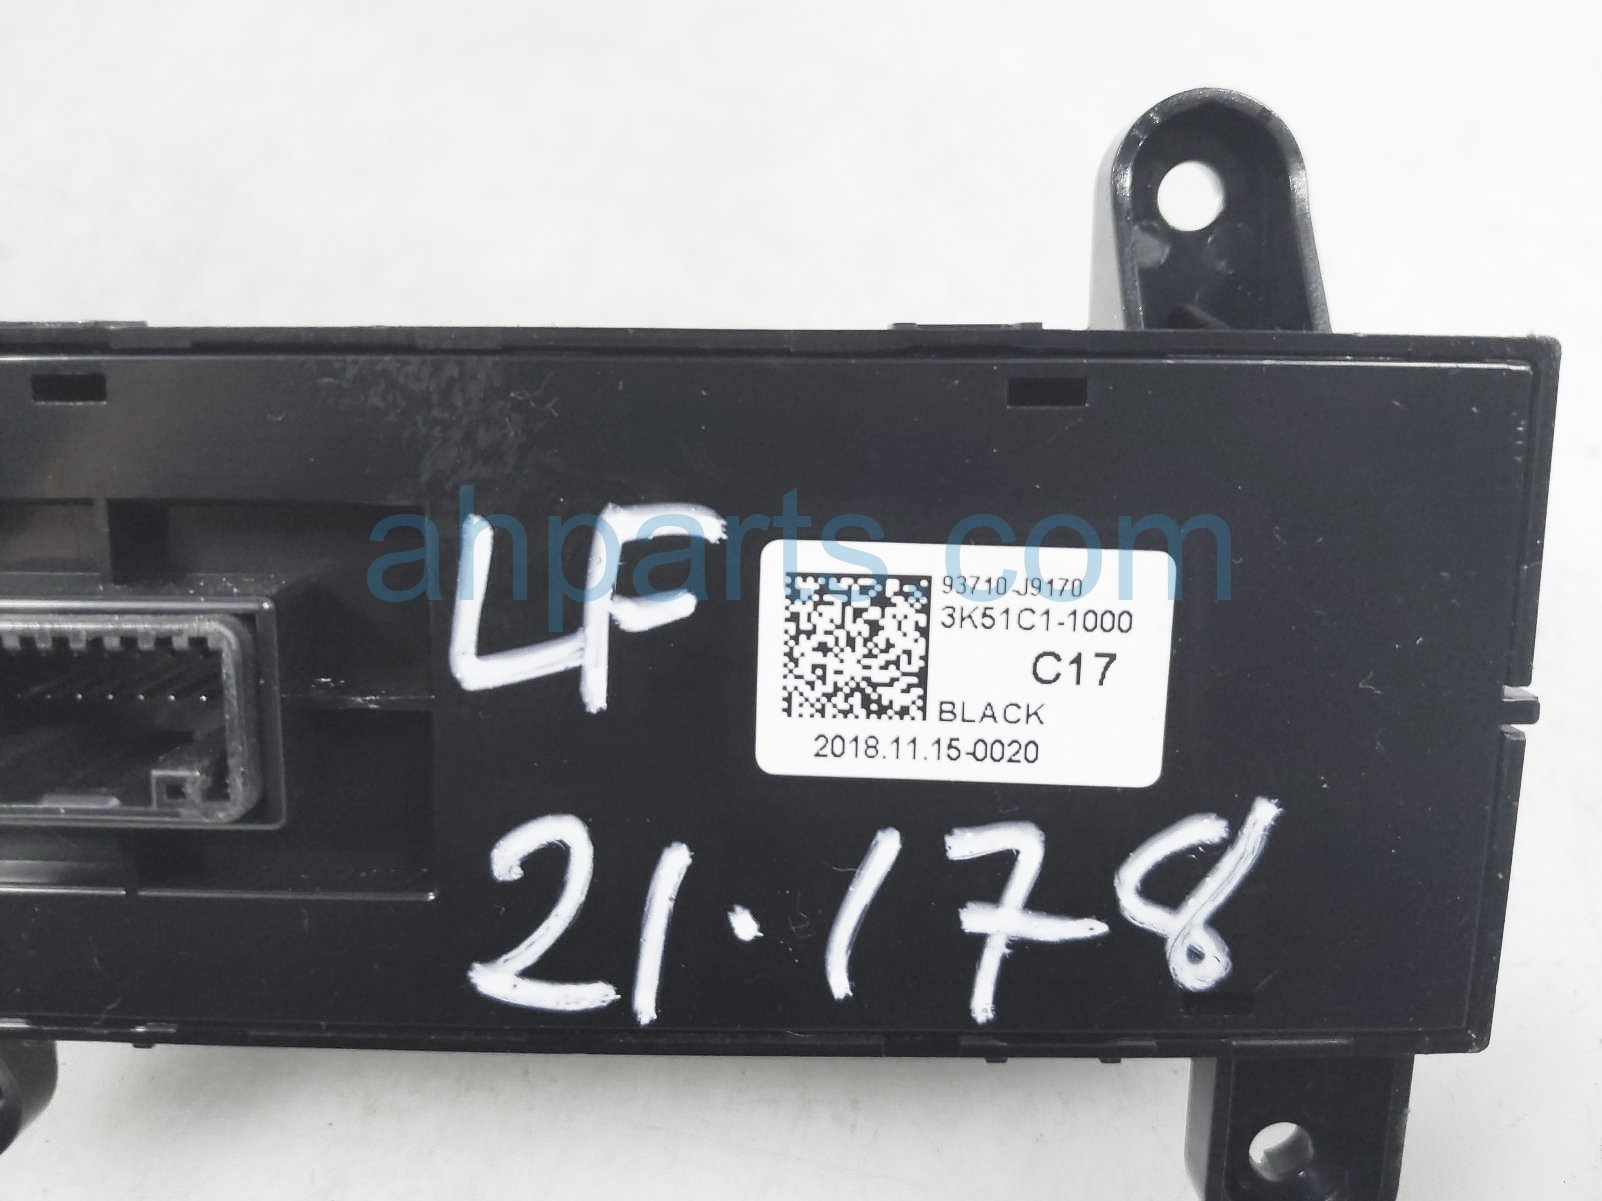 ahparts.com
LF
93710-J9170
3K51C1-1000
C17
BLACK
2018.11.15-0020
21.178